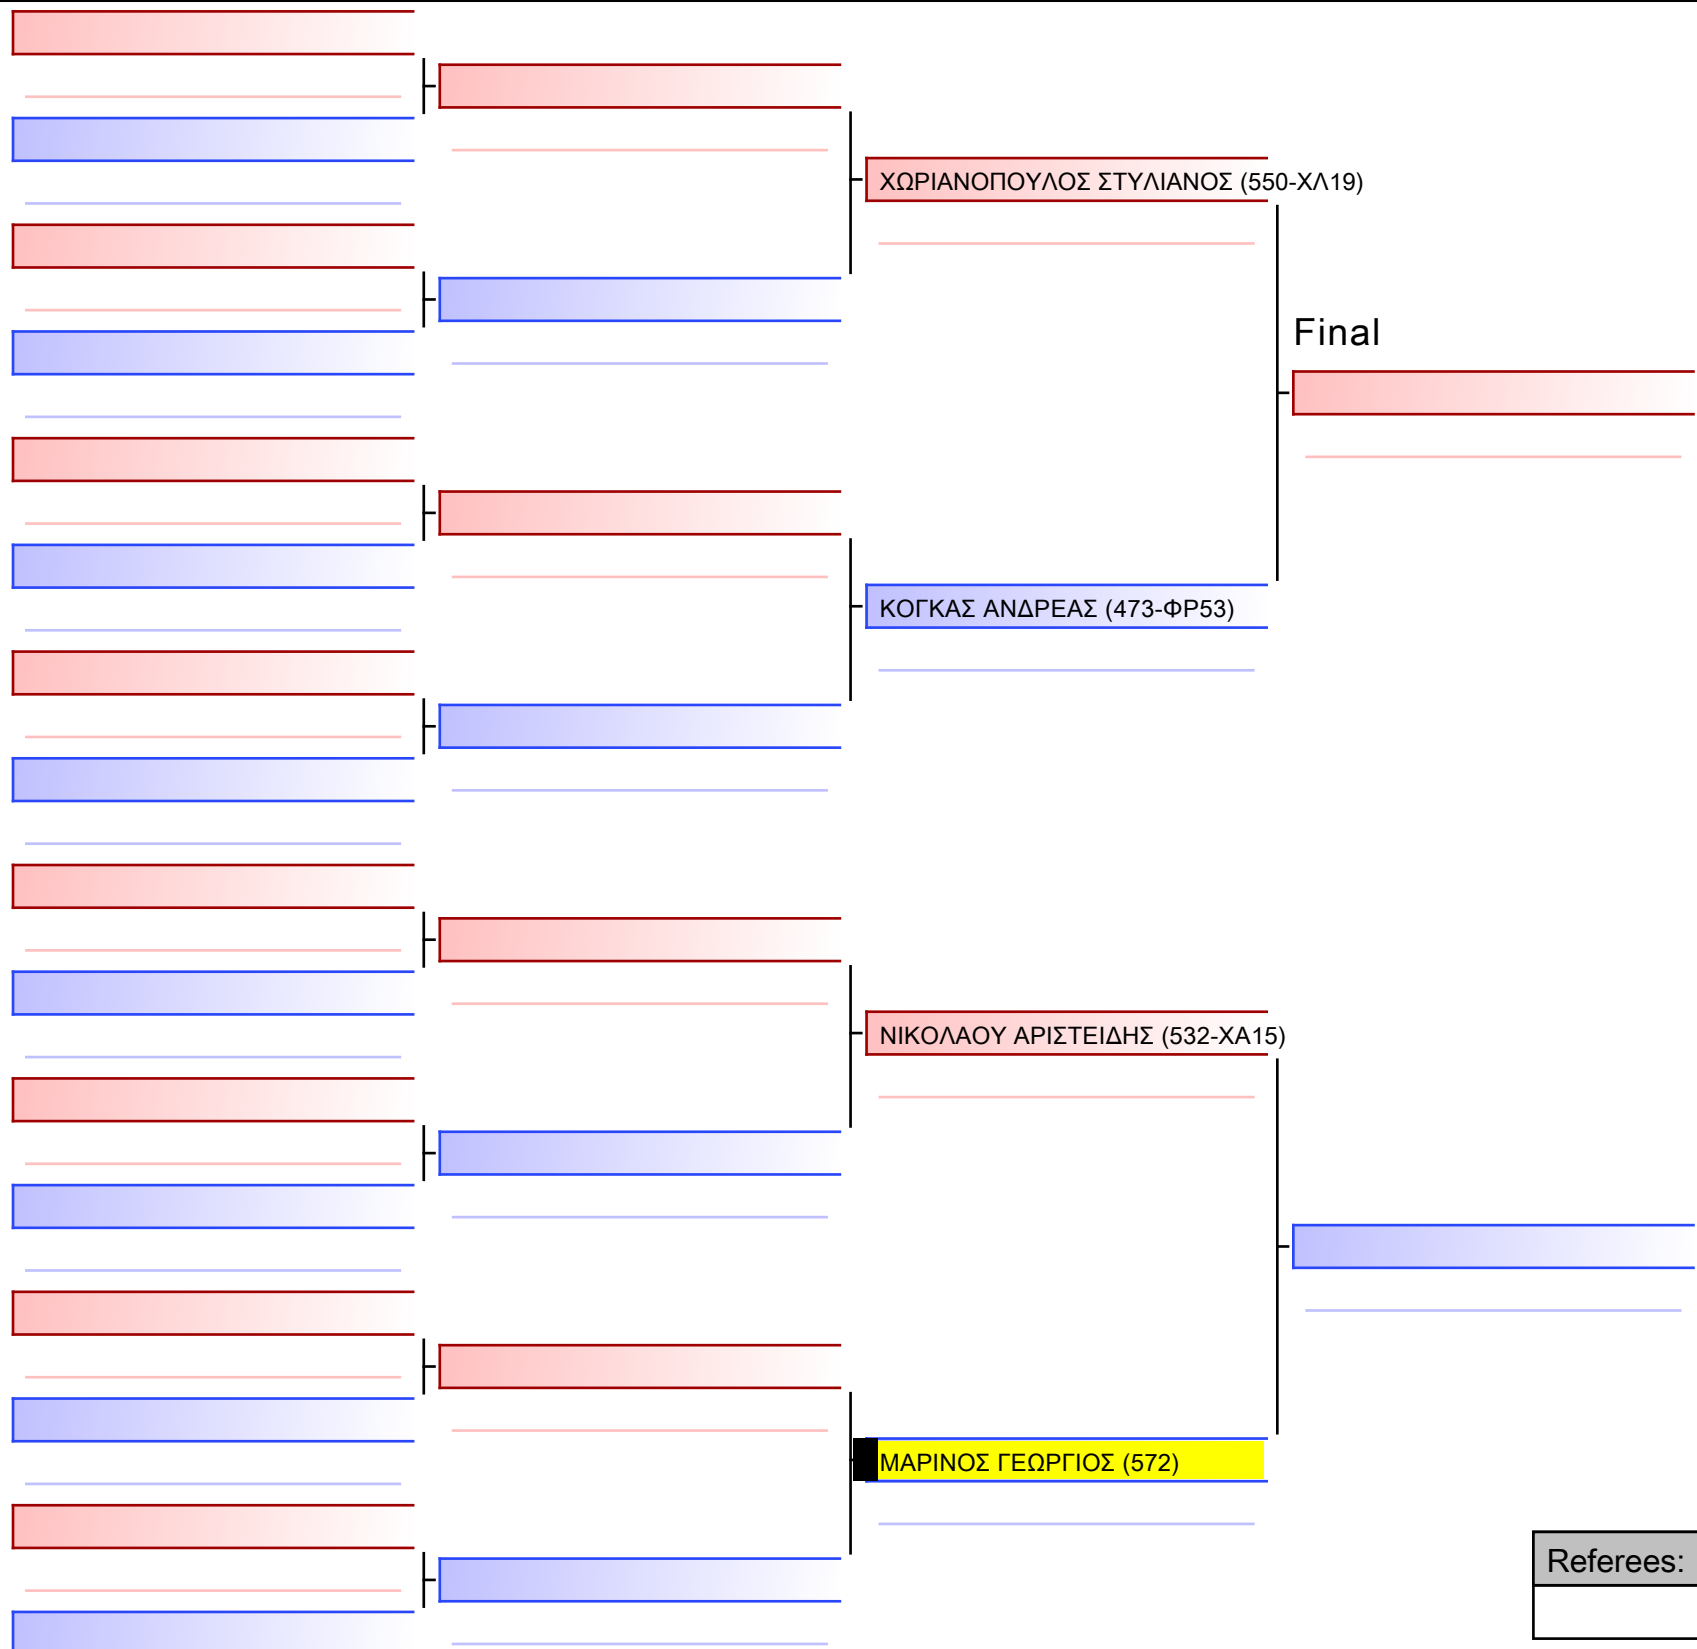 ΧΩΡΙΑΝΟΠΟΥΛΟΣ ΣΤΥΛΙΑΝΟΣ (550-ΧΛ19)
Final
ΚΟΓΚΑΣ ΑΝΔΡΕΑΣ (473-ΦΡ53)
ΝΙΚΟΛΑΟΥ ΑΡΙΣΤΕΙΔΗΣ (532-ΧΑ15)
ΜΑΡΙΝΟΣ ΓΕΩΡΓΙΟΣ (572)
Referees: